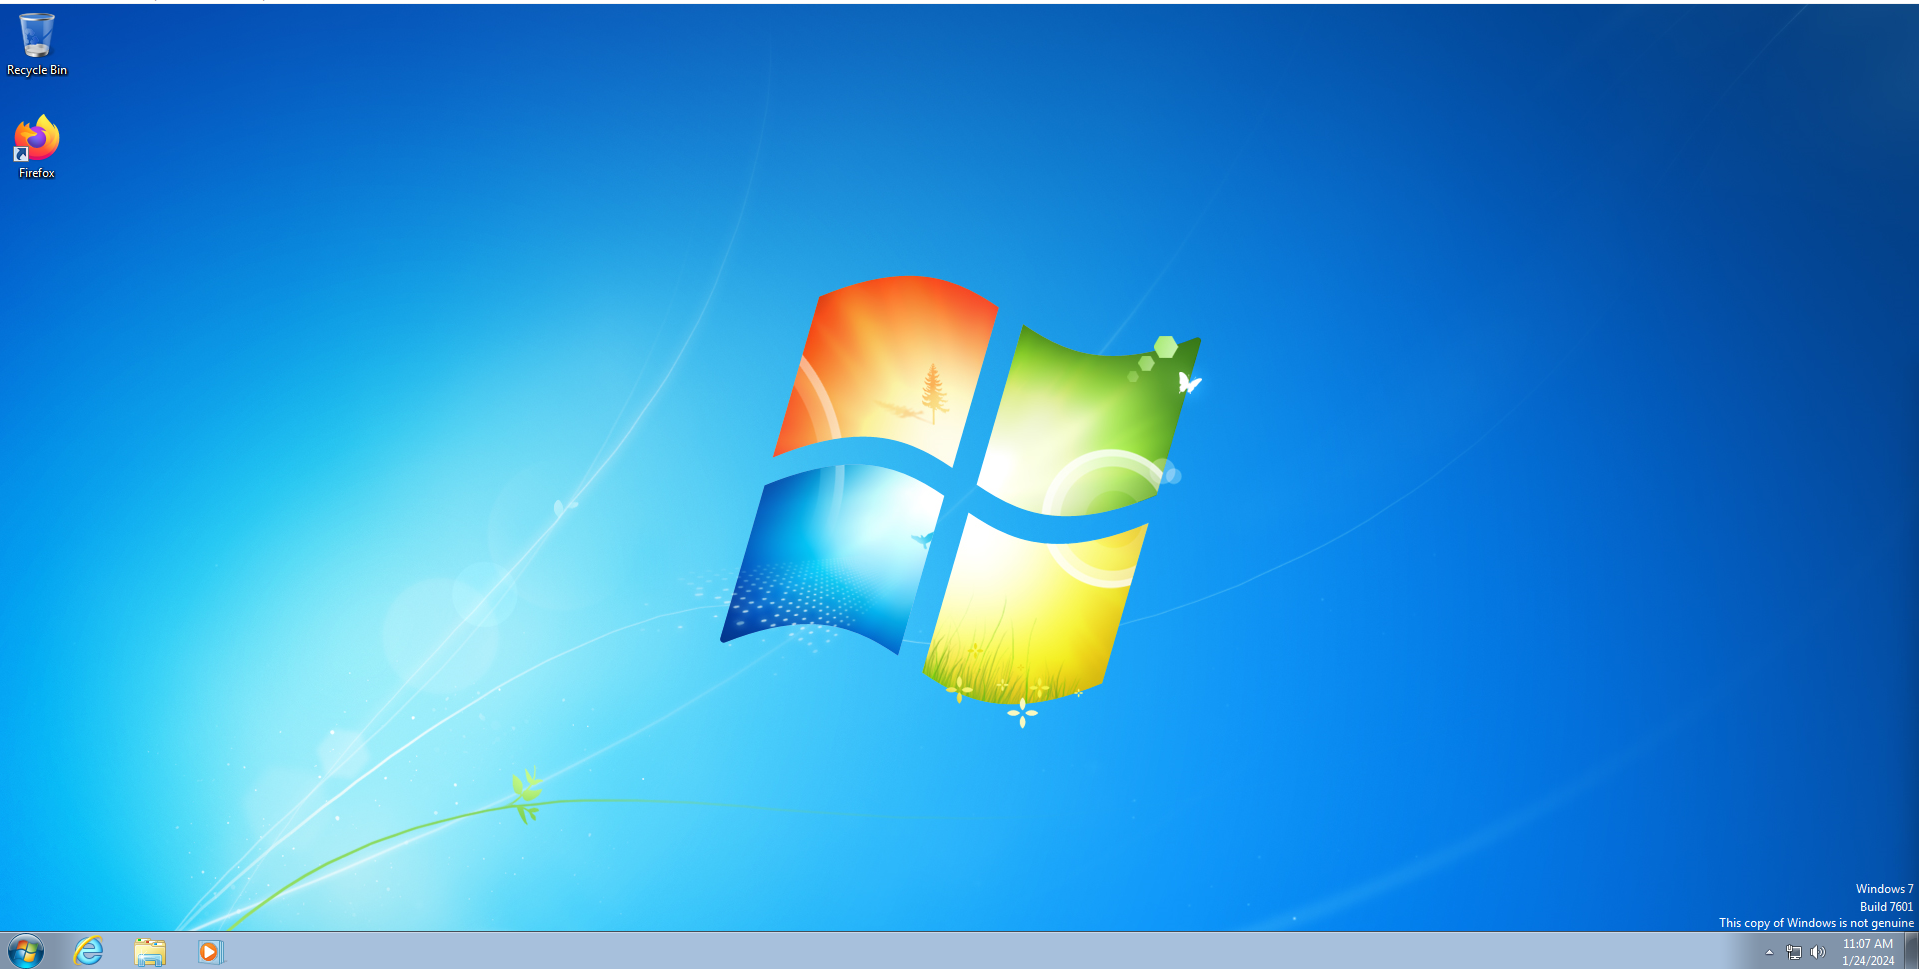 Recycle Bin
Firefox
Windows 7
Build 7601
This copy of Windows is not genuine
11:07 AM
1/24/2024